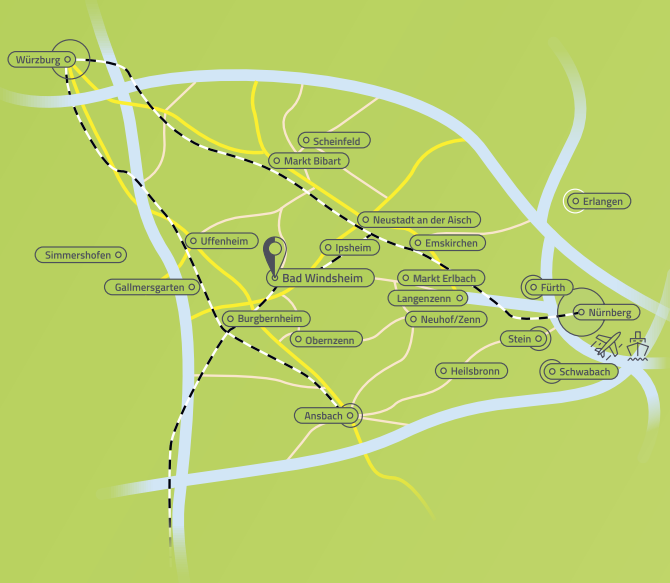 Würzburg
Scheinfeld
Markt Bibart
Erlangen
Neustadt an der Aisch
Uffenheim
Ipsheim
Emskirchen
Simmershofen
Bad Windsheim
Markt Erlbach
Gallmersgarten
Fürth
Langenzenn
Nürnberg
Burgbernheim
Neuhof/Zenn
Obernzenn
Stein
Heilsbronn
Schwabach
Ansbach